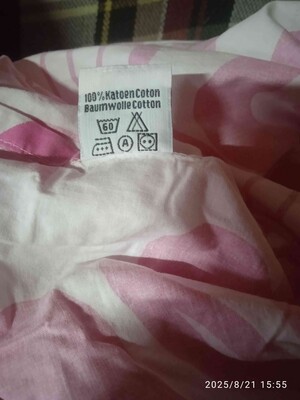 100% Katoen Coton
Baumwolle Cotton
60
A
2025/8/21 15:55